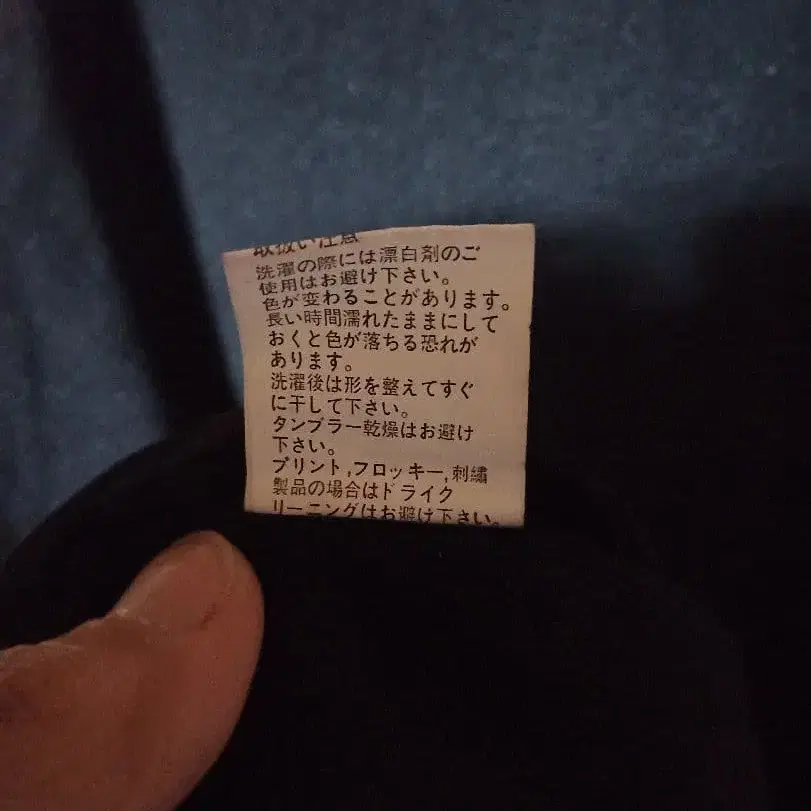 取扱い注意
洗濯の際には漂白剤のご
使用はお避け下さい。
色が変わることがあります。
長い時間濡れたままにして
おくと色が落ちる恐れが
あります。
洗濯後は形を整えてすぐ
に干して下さい。
タンブラー乾燥はお避け
下さい。
プリント,フロッキー,刺繡
製品の場合はドライク
リーニングはお避け下さい。